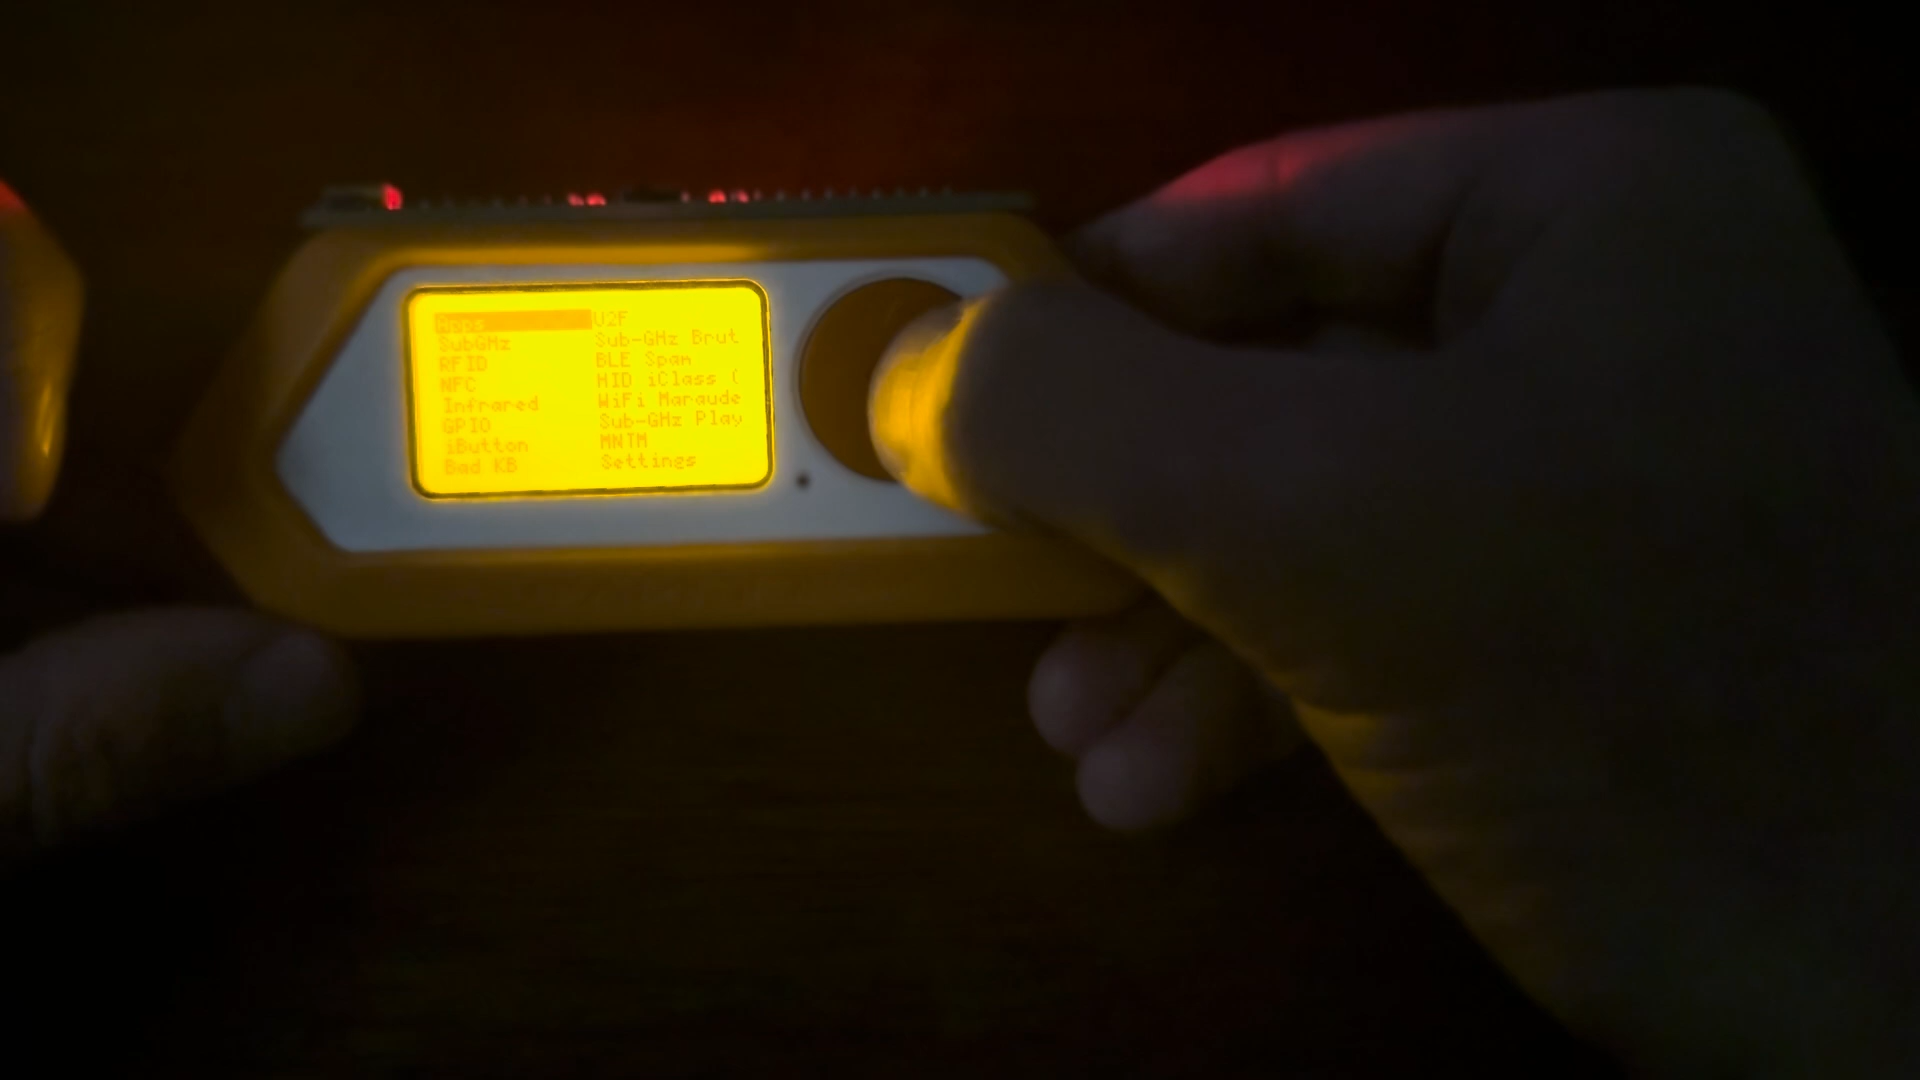 Apps
SubGHz
RFID
NFC
Infrared
GPIO
iButton
Bad KB
U2F
Sub-GHz Brut
BLE Spam
HID iClass (
WiFi Maraude
Sub-GHz Play
MNTM
Settings